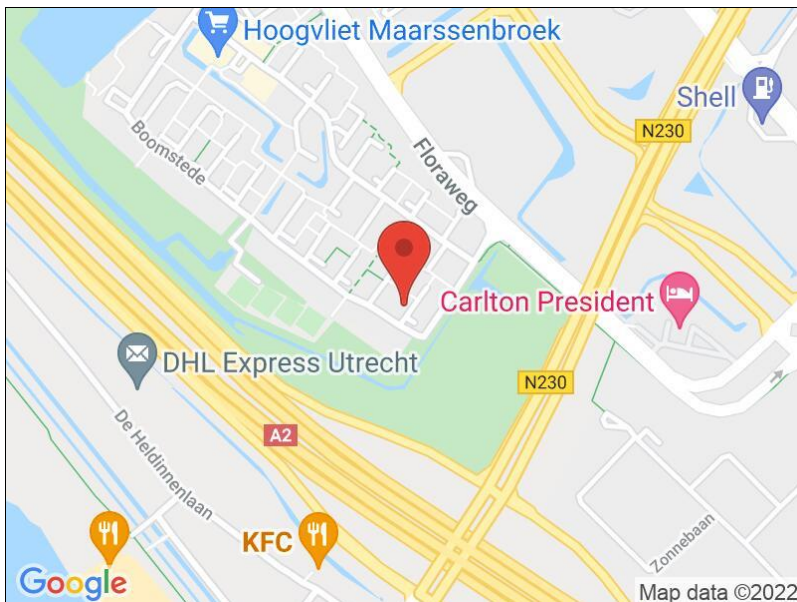 Hoogvliet Maarssenbroek
Shell
N230
Boomstede
Floraweg
Carlton President
DHL Express Utrecht
N230
A2
De Heldinnenlaan
KFC
Zonnebaan
Google
Map data ©2022